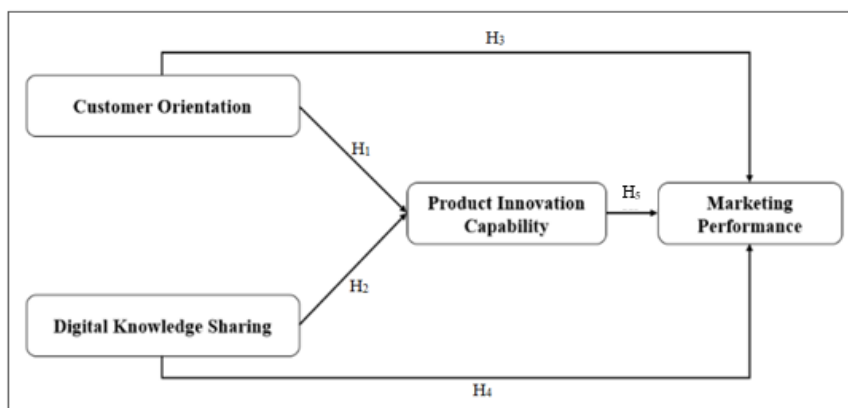 H₃
Customer Orientation
H₁
Product Innovation
Capability
H₅
Marketing
Performance
H₂
Digital Knowledge Sharing
H₄